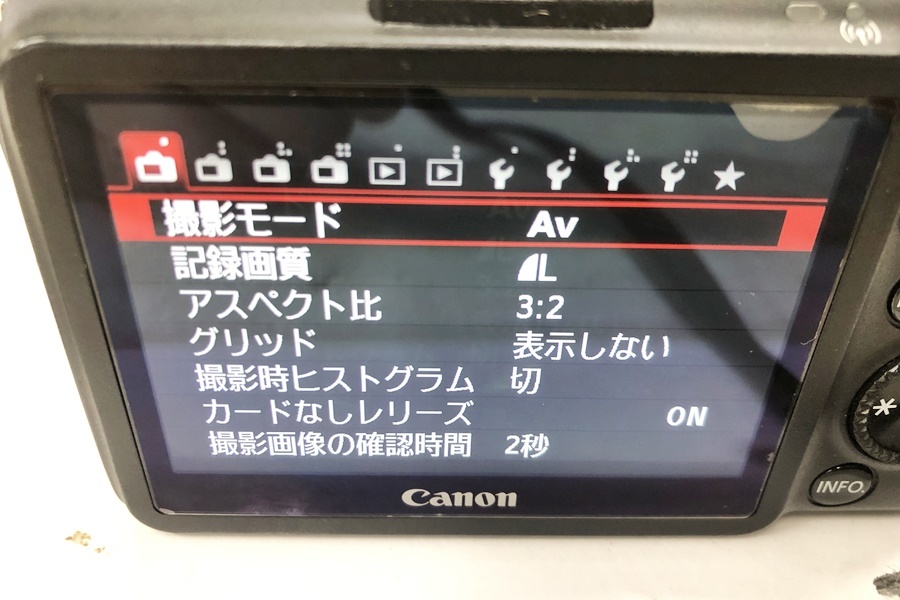 撮影モード Av
記録画質 L
アスペクト比 3:2
グリッド 表示しない
撮影時ヒストグラム 切
カードなしレリーズ ON
撮影画像の確認時間 2秒
Canon
INFO.